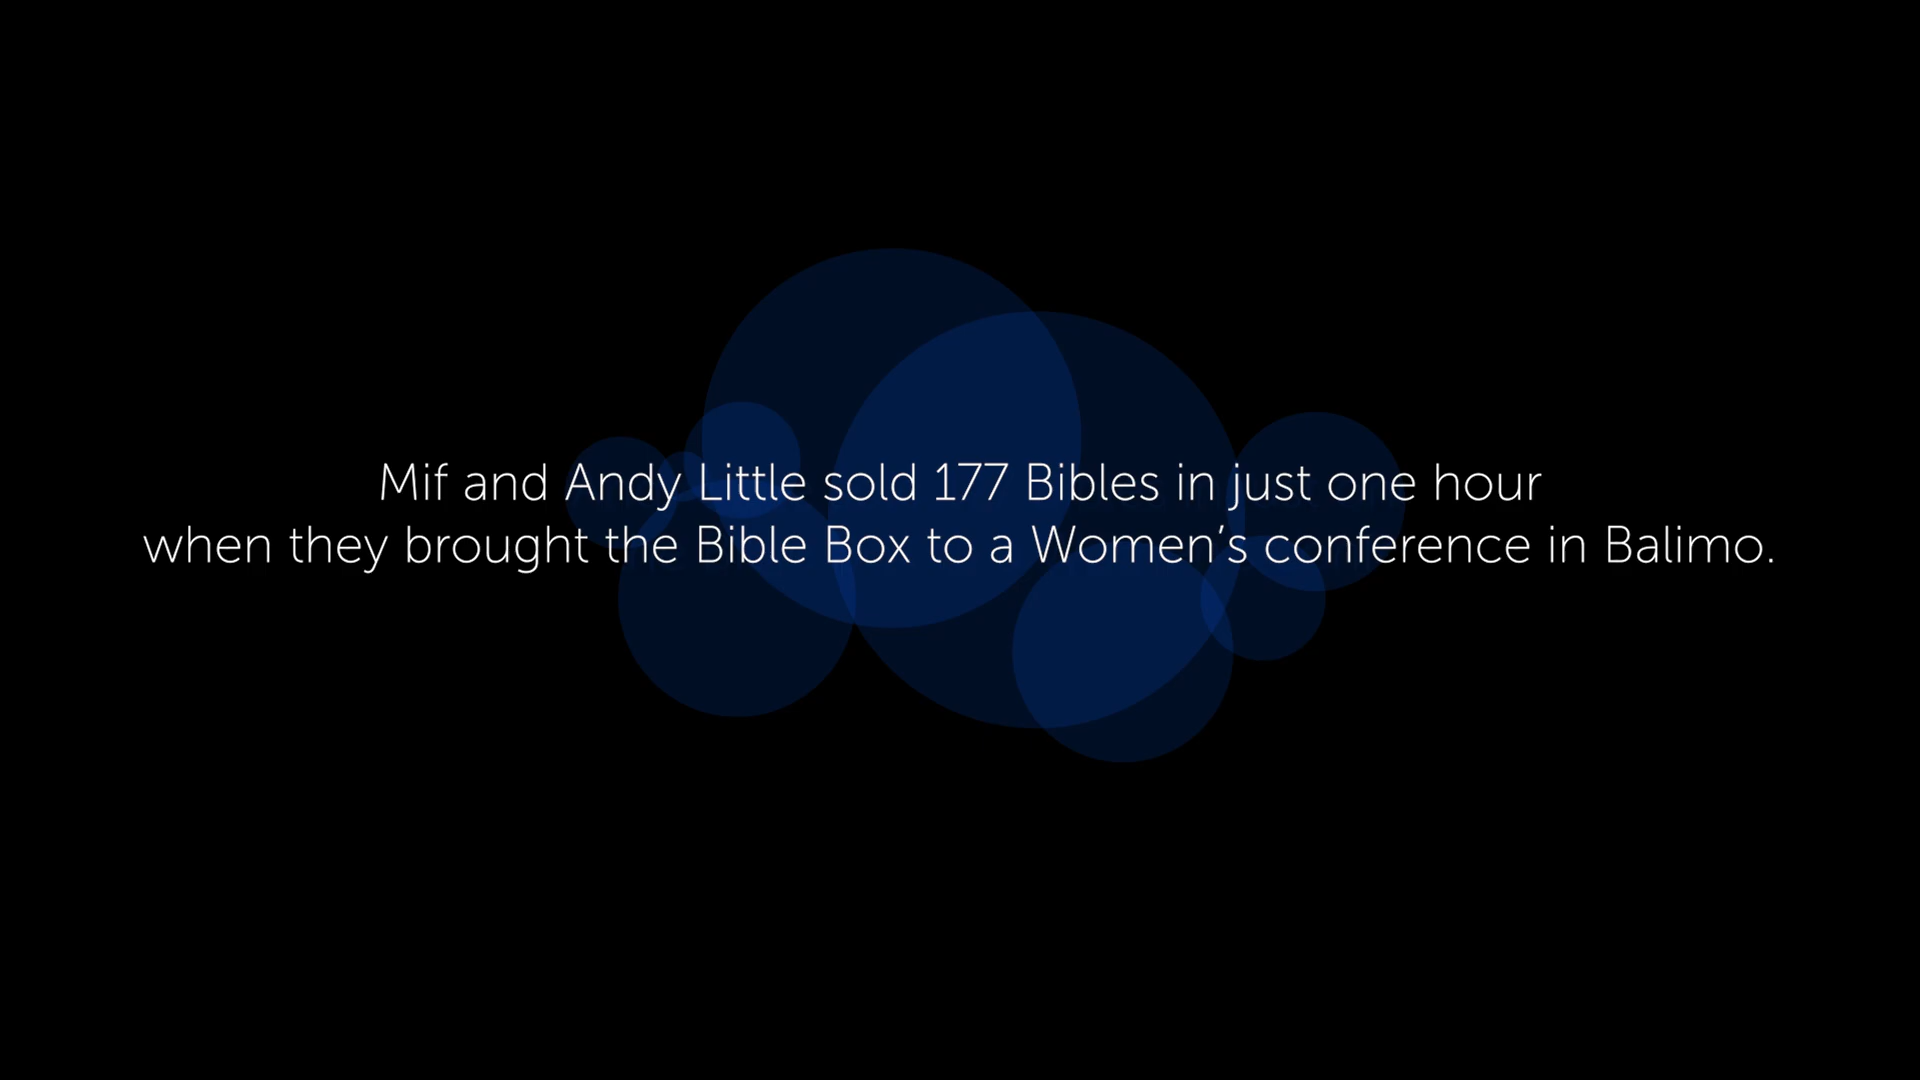 Mif and Andy Little sold 177 Bibles in just one hour
when they brought the Bible Box to a Women’s conference in Balimo.